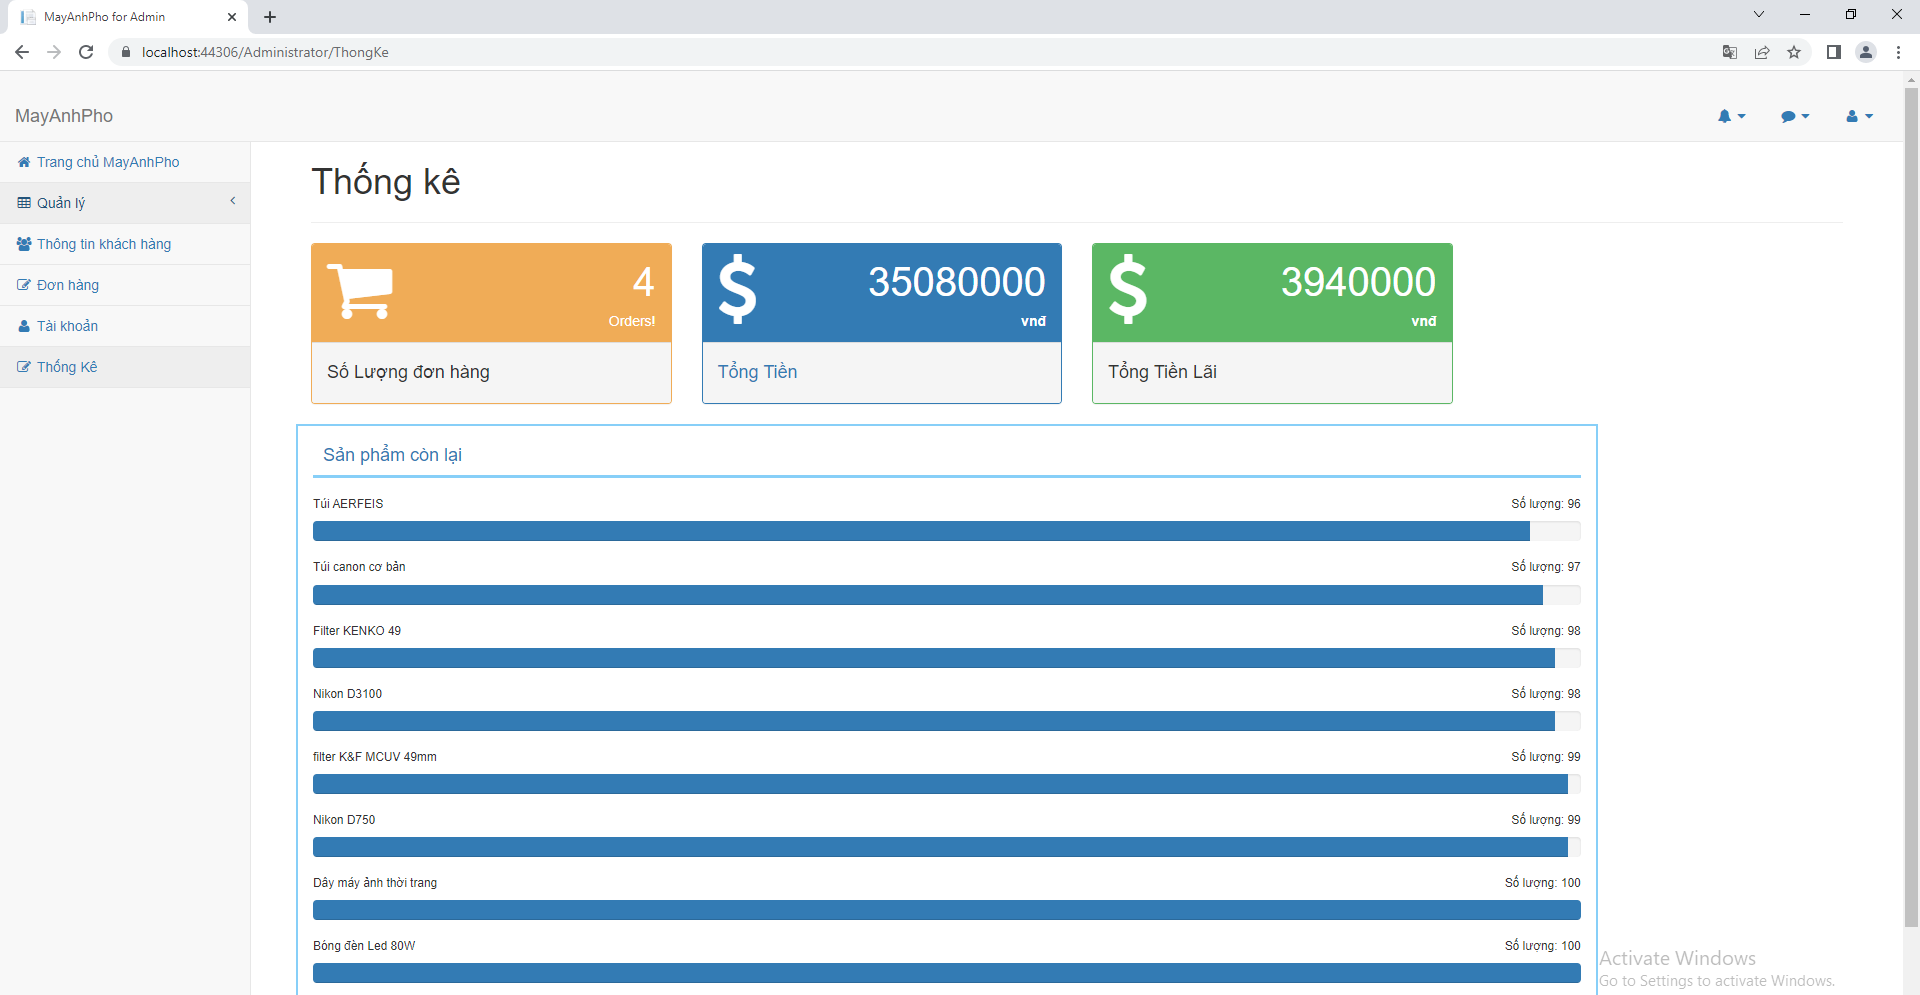 MayAnhPho for Admin
localhost:44306/Administrator/ThongKe
MayAnhPho
Trang chủ MayAnhPho
Quản lý
Thông tin khách hàng
Đơn hàng
Tài khoản
Thống Kê
Thống kê
4
Orders!
Số Lượng đơn hàng
35080000
vnđ
Tổng Tiền
3940000
vnđ
Tổng Tiền Lãi
Sản phẩm còn lại
Túi AERFEIS Số lượng: 96
Túi canon cơ bản Số lượng: 97
Filter KENKO 49 Số lượng: 98
Nikon D3100 Số lượng: 98
filter K&F MCUV 49mm Số lượng: 99
Nikon D750 Số lượng: 99
Dây máy ảnh thời trang Số lượng: 100
Bóng đèn Led 80W Số lượng: 100
Activate Windows
Go to Settings to activate Windows.